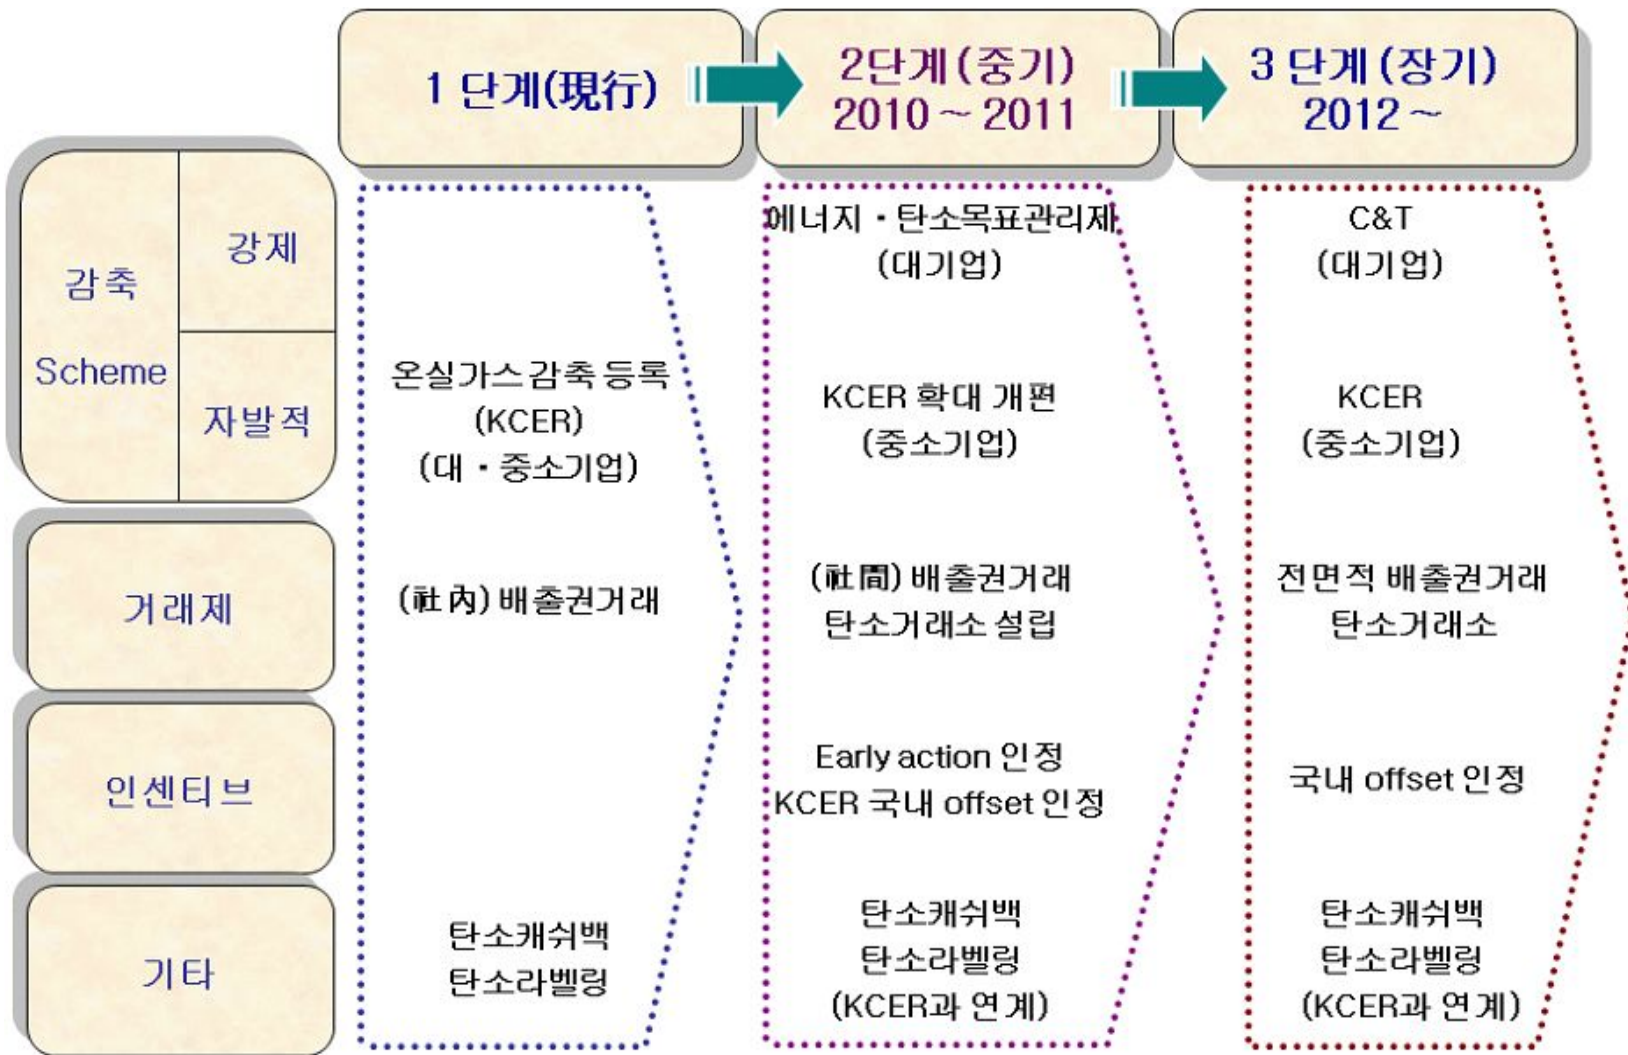 1 단계(現行)
2단계 (중기)
2010 ~ 2011
3 단계 (장기)
2012 ~
감축
Scheme
강제
자발적
에너지・탄소목표관리제
(대기업)
C&T
(대기업)
온실가스 감축 등록
(KCER)
(대・중소기업)
KCER 확대 개편
(중소기업)
KCER
(중소기업)
거래제
(社內) 배출권거래
(社間) 배출권거래
탄소거래소 설립
전면적 배출권거래
탄소거래소
인센티브
Early action 인정
KCER 국내 offset 인정
국내 offset 인정
기타
탄소캐쉬백
탄소라벨링
탄소캐쉬백
탄소라벨링
(KCER과 연계)
탄소캐쉬백
탄소라벨링
(KCER과 연계)